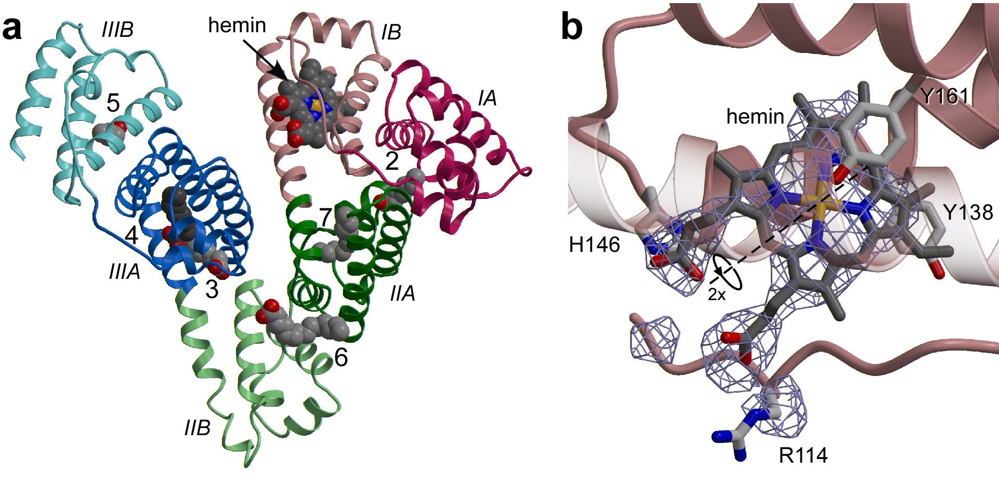 a
IIIB
hemin
IB
5
IA
2
4
7
IIIA
3
IIA
6
IIB
b
Y161
hemin
Y138
H146
2x
R114